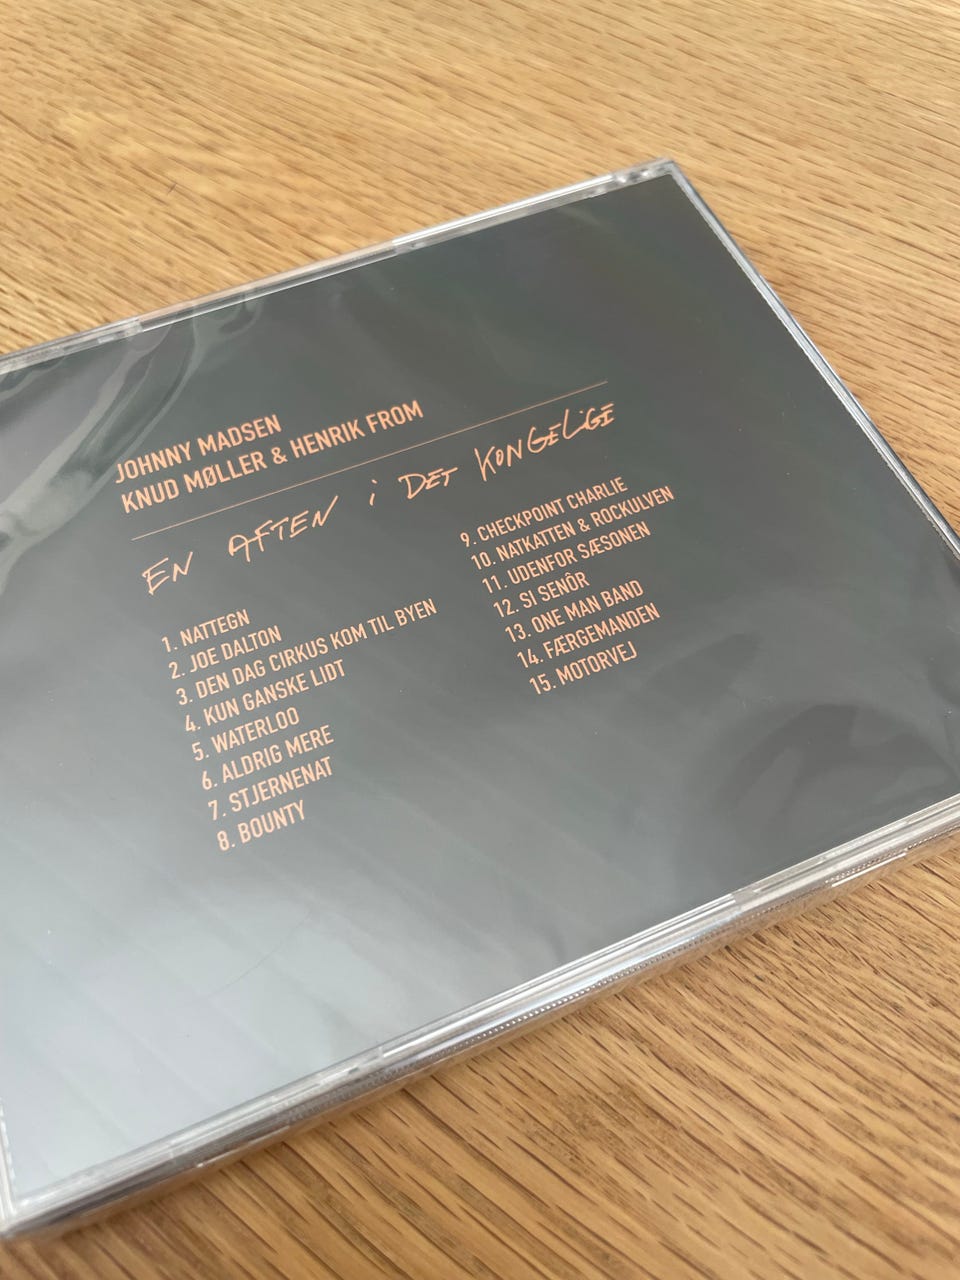 JOHNNY MADSEN
KNUD MØLLER & HENRIK FROM
EN AFTEN i DET KONGELiGE
1. NATTEGN
2. JOE DALTON
3. DEN DAG CIRKUS KOM TIL BYEN
4. KUN GANSKE LIDT
5. WATERLOO
6. ALDRIG MERE
7. STJERNENAT
8. BOUNTY
9. CHECKPOINT CHARLIE
10. NATKATTEN & ROCKULVEN
11. UDENFOR SÆSONEN
12. SI SENÔR
13. ONE MAN BAND
14. FÆRGEMANDEN
15. MOTORVEJ